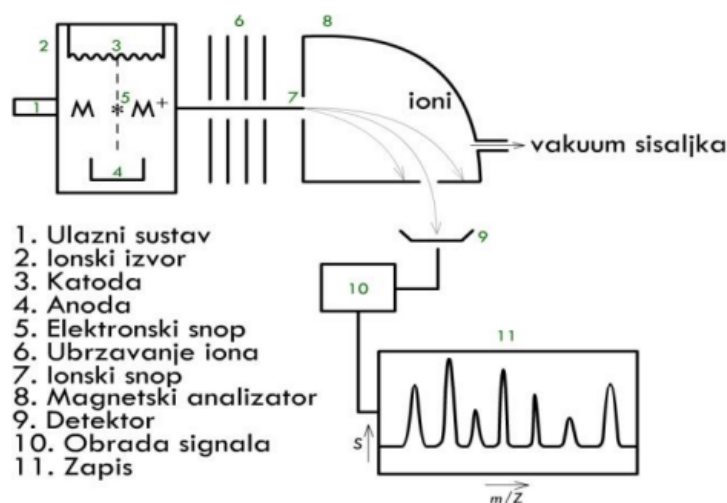 6
8
2
3
ioni
5
7
1
M * M+
vakuum sisaljka
4
9
1. Ulazni sustav
2. Ionski izvor
3. Katoda
4. Anoda
5. Elektronski snop
6. Ubrzavanje iona
7. Ionski snop
8. Magnetski analizator
9. Detektor
10. Obrada signala
11. Zapis
10
11
S
m/Z